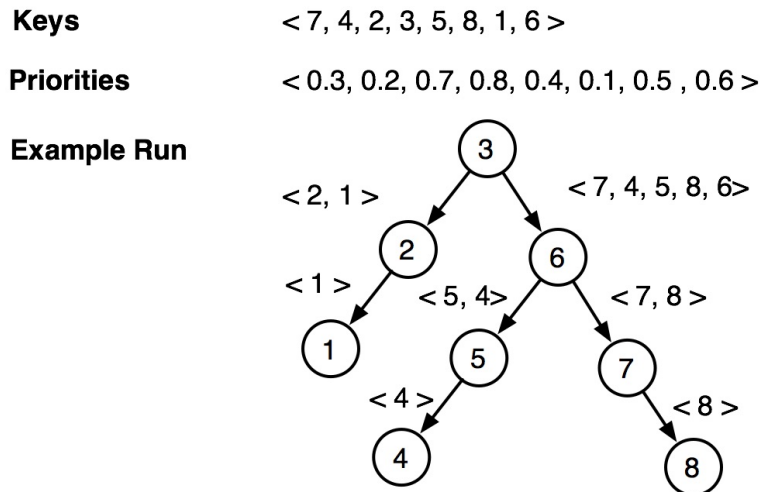 Keys < 7, 4, 2, 3, 5, 8, 1, 6 >
Priorities < 0.3, 0.2, 0.7, 0.8, 0.4, 0.1, 0.5 , 0.6 >
Example Run
3
< 2, 1 > < 7, 4, 5, 8, 6>
2 6
< 1 > < 5, 4> < 7, 8 >
1 5 7
< 4 > < 8 >
4 8